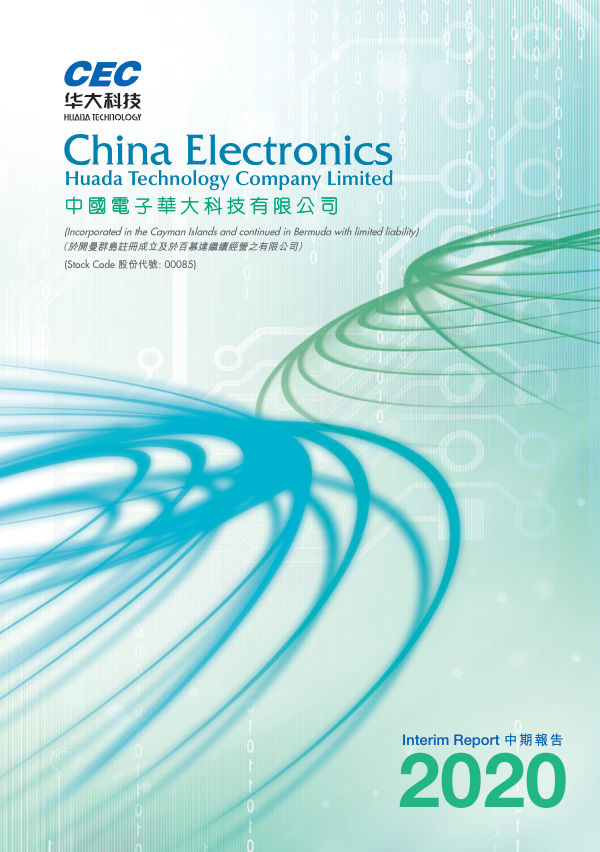 CEC
华大科技
HUADA TECHNOLOGY
China Electronics
Huada Technology Company Limited
中國電子華大科技有限公司
(Incorporated in the Cayman Islands and continued in Bermuda with limited liability)
（於開曼群島註冊成立及於百慕達繼續經營之有限公司）
(Stock Code 股份代號: 00085)
Interim Report 中期報告
2020